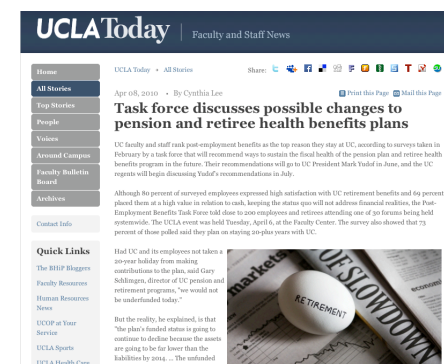 UCLA Today | Faculty and Staff News
Home
All Stories
Top Stories
People
Voices
Around Campus
Faculty Bulletin
Board
Archives
Contact Info
Quick Links
The BHiP Bloggers
Faculty Resources
Human Resources
News
UCOP at Your
Service
UCLA Sports
UCLA Health Care
UCLA Today • All Stories
Share:
Apr 08, 2010 • By Cynthia Lee
Print this Page Mail this Page
Task force discusses possible changes to
pension and retiree health benefits plans
UC faculty and staff rank post-employment benefits as the top reason they stay at UC, according to surveys taken in
February by a task force that will recommend ways to sustain the fiscal health of the pension plan and retiree health
benefits program in the future. Their recommendations will go to UC President Mark Yudof in June, and the UC
regents will begin discussing Yudof's recommendations in July.
Although 80 percent of surveyed employees expressed high satisfaction with UC retirement benefits and 69 percent
placed them at a high value in relation to cash, keeping the status quo will not address financial realities, the Post-
Employment Benefits Task Force told close to 200 employees and retirees attending one of 30 forums being held
systemwide. The UCLA event was held Tuesday, April 6, at the Faculty Center. The survey also showed that 73
percent of those polled said they plan on staying 20-plus years with UC.
Had UC and its employees not taken a
20-year holiday from making
contributions to the plan, said Gary
Schlimgen, director of UC pension and
retirement programs, "we would not
be underfunded today."
But the reality, he explained, is that
"the plan's funded status is going to
continue to decline because the assets
are going to be far lower than the
liabilities by 2014. ... The unfunded
markets
RETIREMENT
OF SLOWDOWN
economi